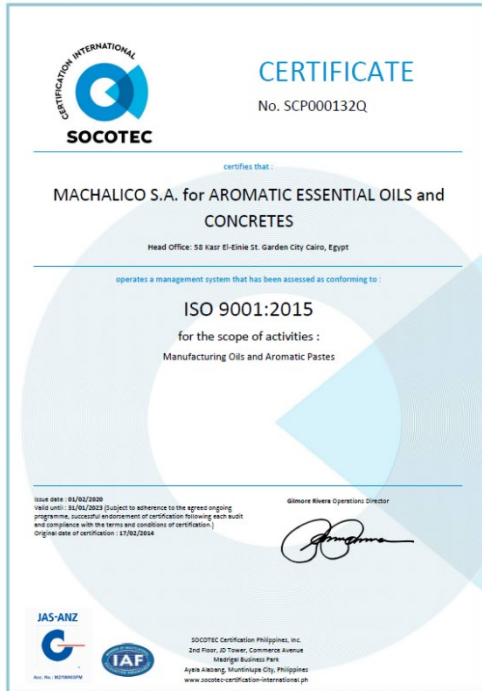 CERTIFICATION INTERNATIONAL
SOCOTEC
CERTIFICATE
No. SCP000132Q
certifies that :
MACHALICO S.A. for AROMATIC ESSENTIAL OILS and
CONCRETES
Head Office: 58 Kasr El-Einie St. Garden City Cairo, Egypt
operates a management system that has been assessed as conforming to :
ISO 9001:2015
for the scope of activities :
Manufacturing Oils and Aromatic Pastes
Issue date : 01/02/2020
Valid until : 31/01/2023 (Subject to adherence to the agreed ongoing
programme, successful endorsement of certification following each audit
and compliance with the terms and conditions of certification.)
Original date of certification : 17/02/2014
Gilmore Rivera Operations Director
JAS-ANZ
Acc. No.:
IAF
SOCOTEC Certification Philippines, Inc.
2nd Floor, JD Tower, Commerce Avenue
Madrigal Business Park
Ayala Alabang, Muntinlupa City, Philippines
www.socotec-certification-international.ph